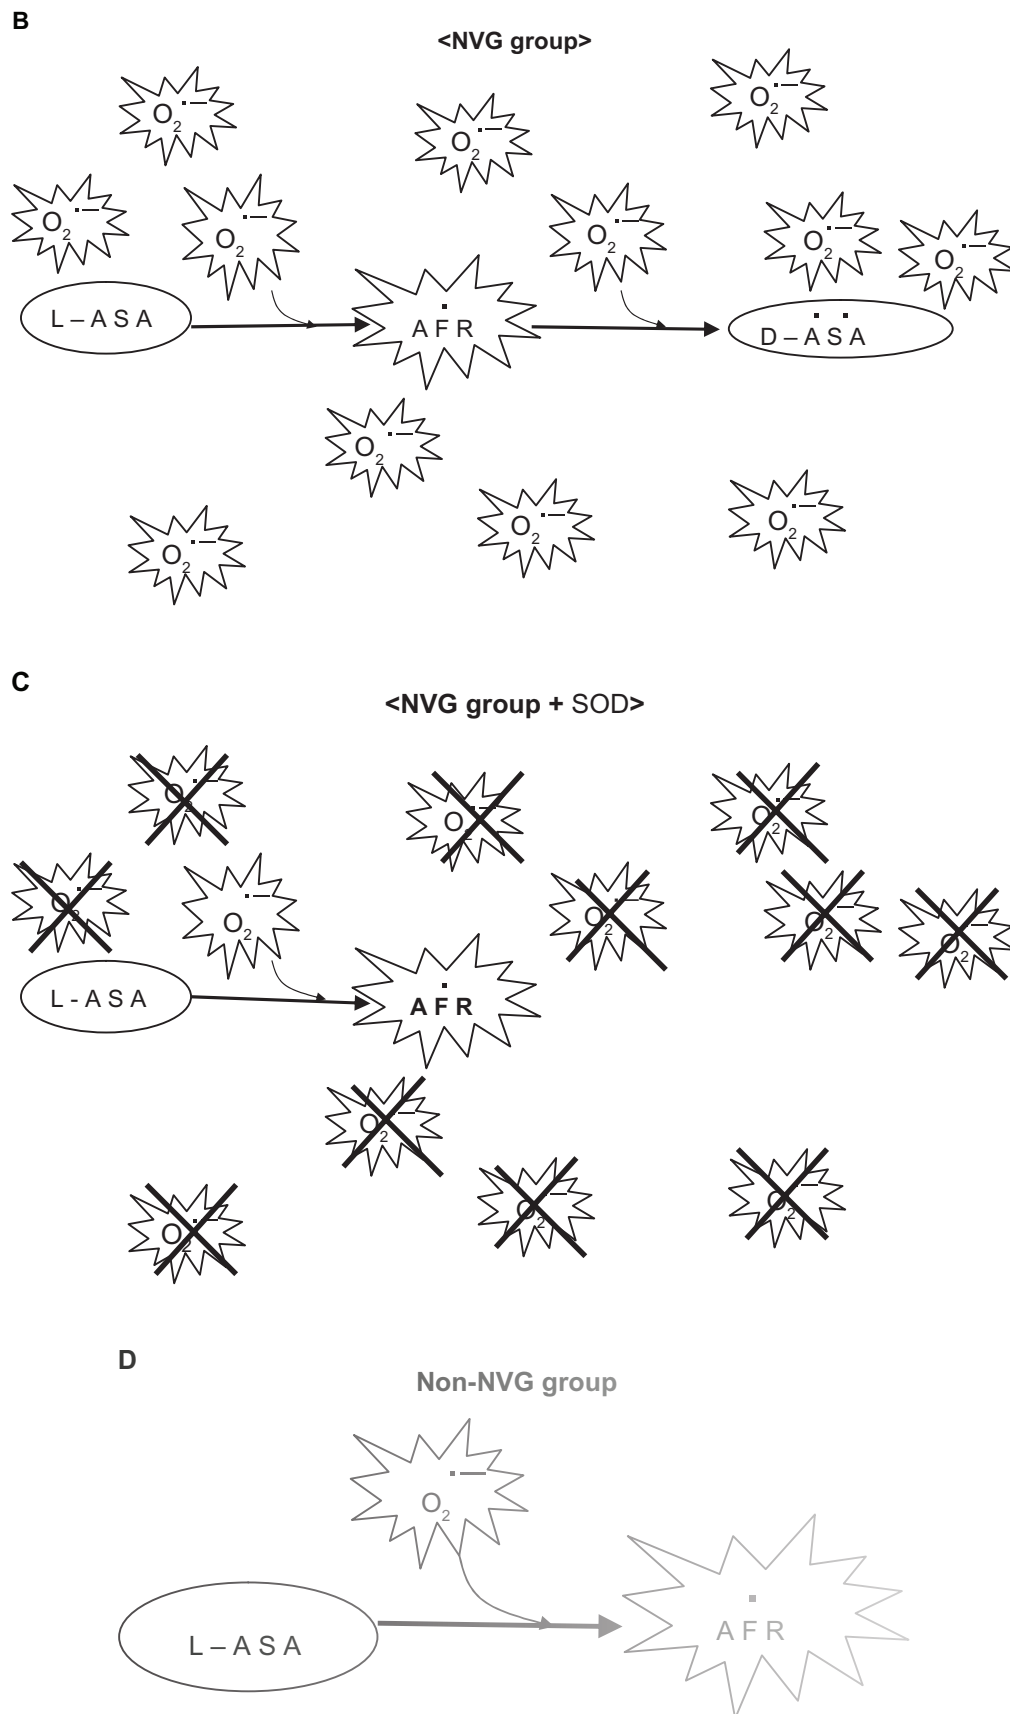 B
<NVG group>
O2•–
O2•–
O2•–
O2•–
O2•–
O2•–
O2•–
O2•–
L – A S A
A F R
D – A S A
O2•–
O2•–
O2•–
O2•–
C
<NVG group + SOD>
O2•–
O2•–
O2•–
O2•–
O2•–
O2•–
O2•–
O2•–
L - A S A
A F R
O2•–
O2•–
O2•–
O2•–
D
Non-NVG group
O2•–
L – A S A
A F R